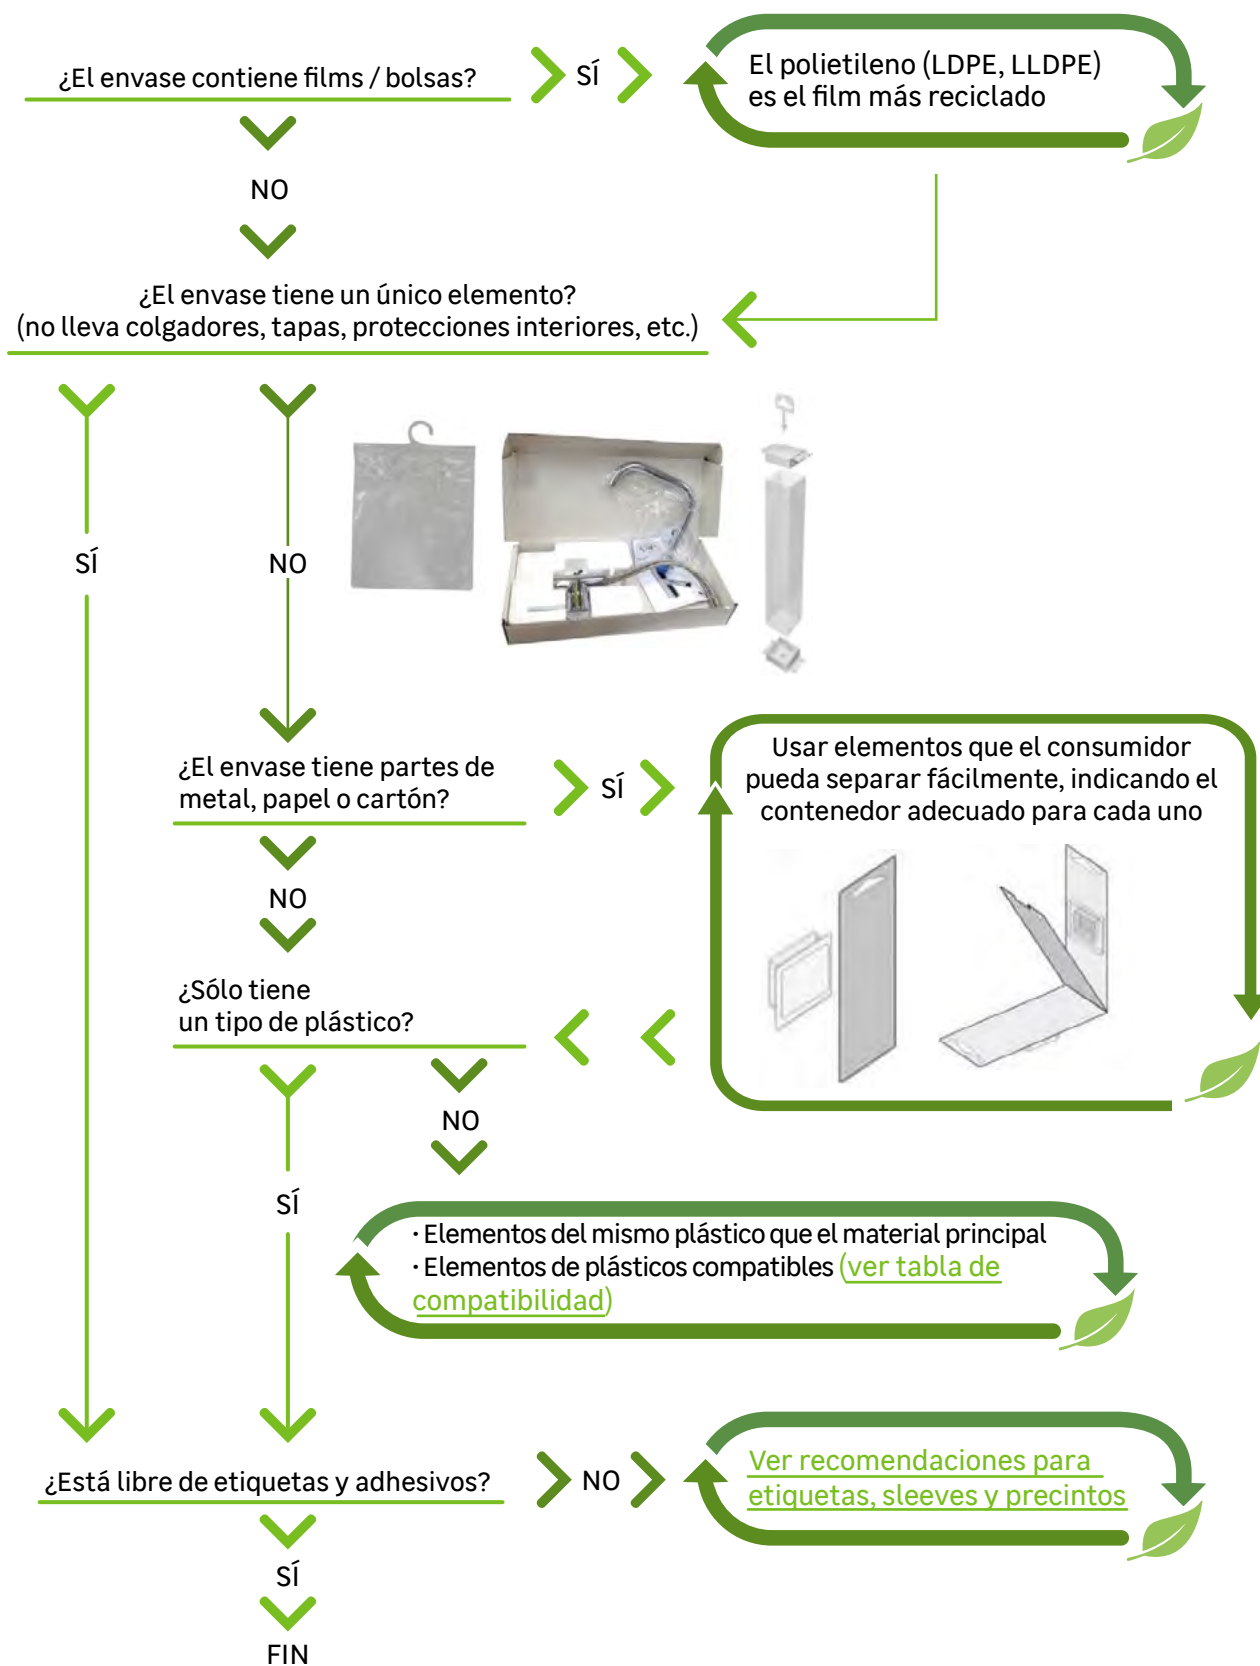 ¿El envase contiene films / bolsas?
SÍ
El polietileno (LDPE, LLDPE)
es el film más reciclado
NO
¿El envase tiene un único elemento?
(no lleva colgadores, tapas, protecciones interiores, etc.)
SÍ
NO
¿El envase tiene partes de
metal, papel o cartón?
SÍ
Usar elementos que el consumidor
pueda separar fácilmente, indicando el
contenedor adecuado para cada uno
NO
¿Sólo tiene
un tipo de plástico?
NO
SÍ
· Elementos del mismo plástico que el material principal
· Elementos de plásticos compatibles (ver tabla de
compatibilidad)
¿Está libre de etiquetas y adhesivos?
NO
Ver recomendaciones para
etiquetas, sleeves y precintos
SÍ
FIN